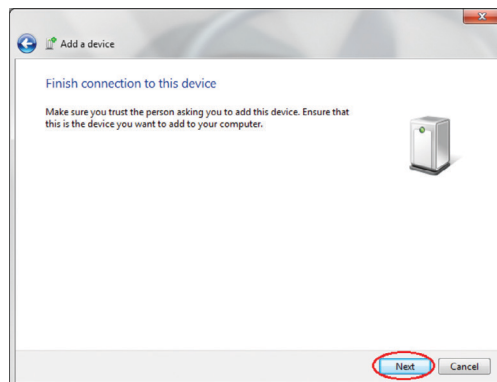 Add a device
Finish connection to this device
Make sure you trust the person asking you to add this device. Ensure that
this is the device you want to add to your computer.
Next
Cancel